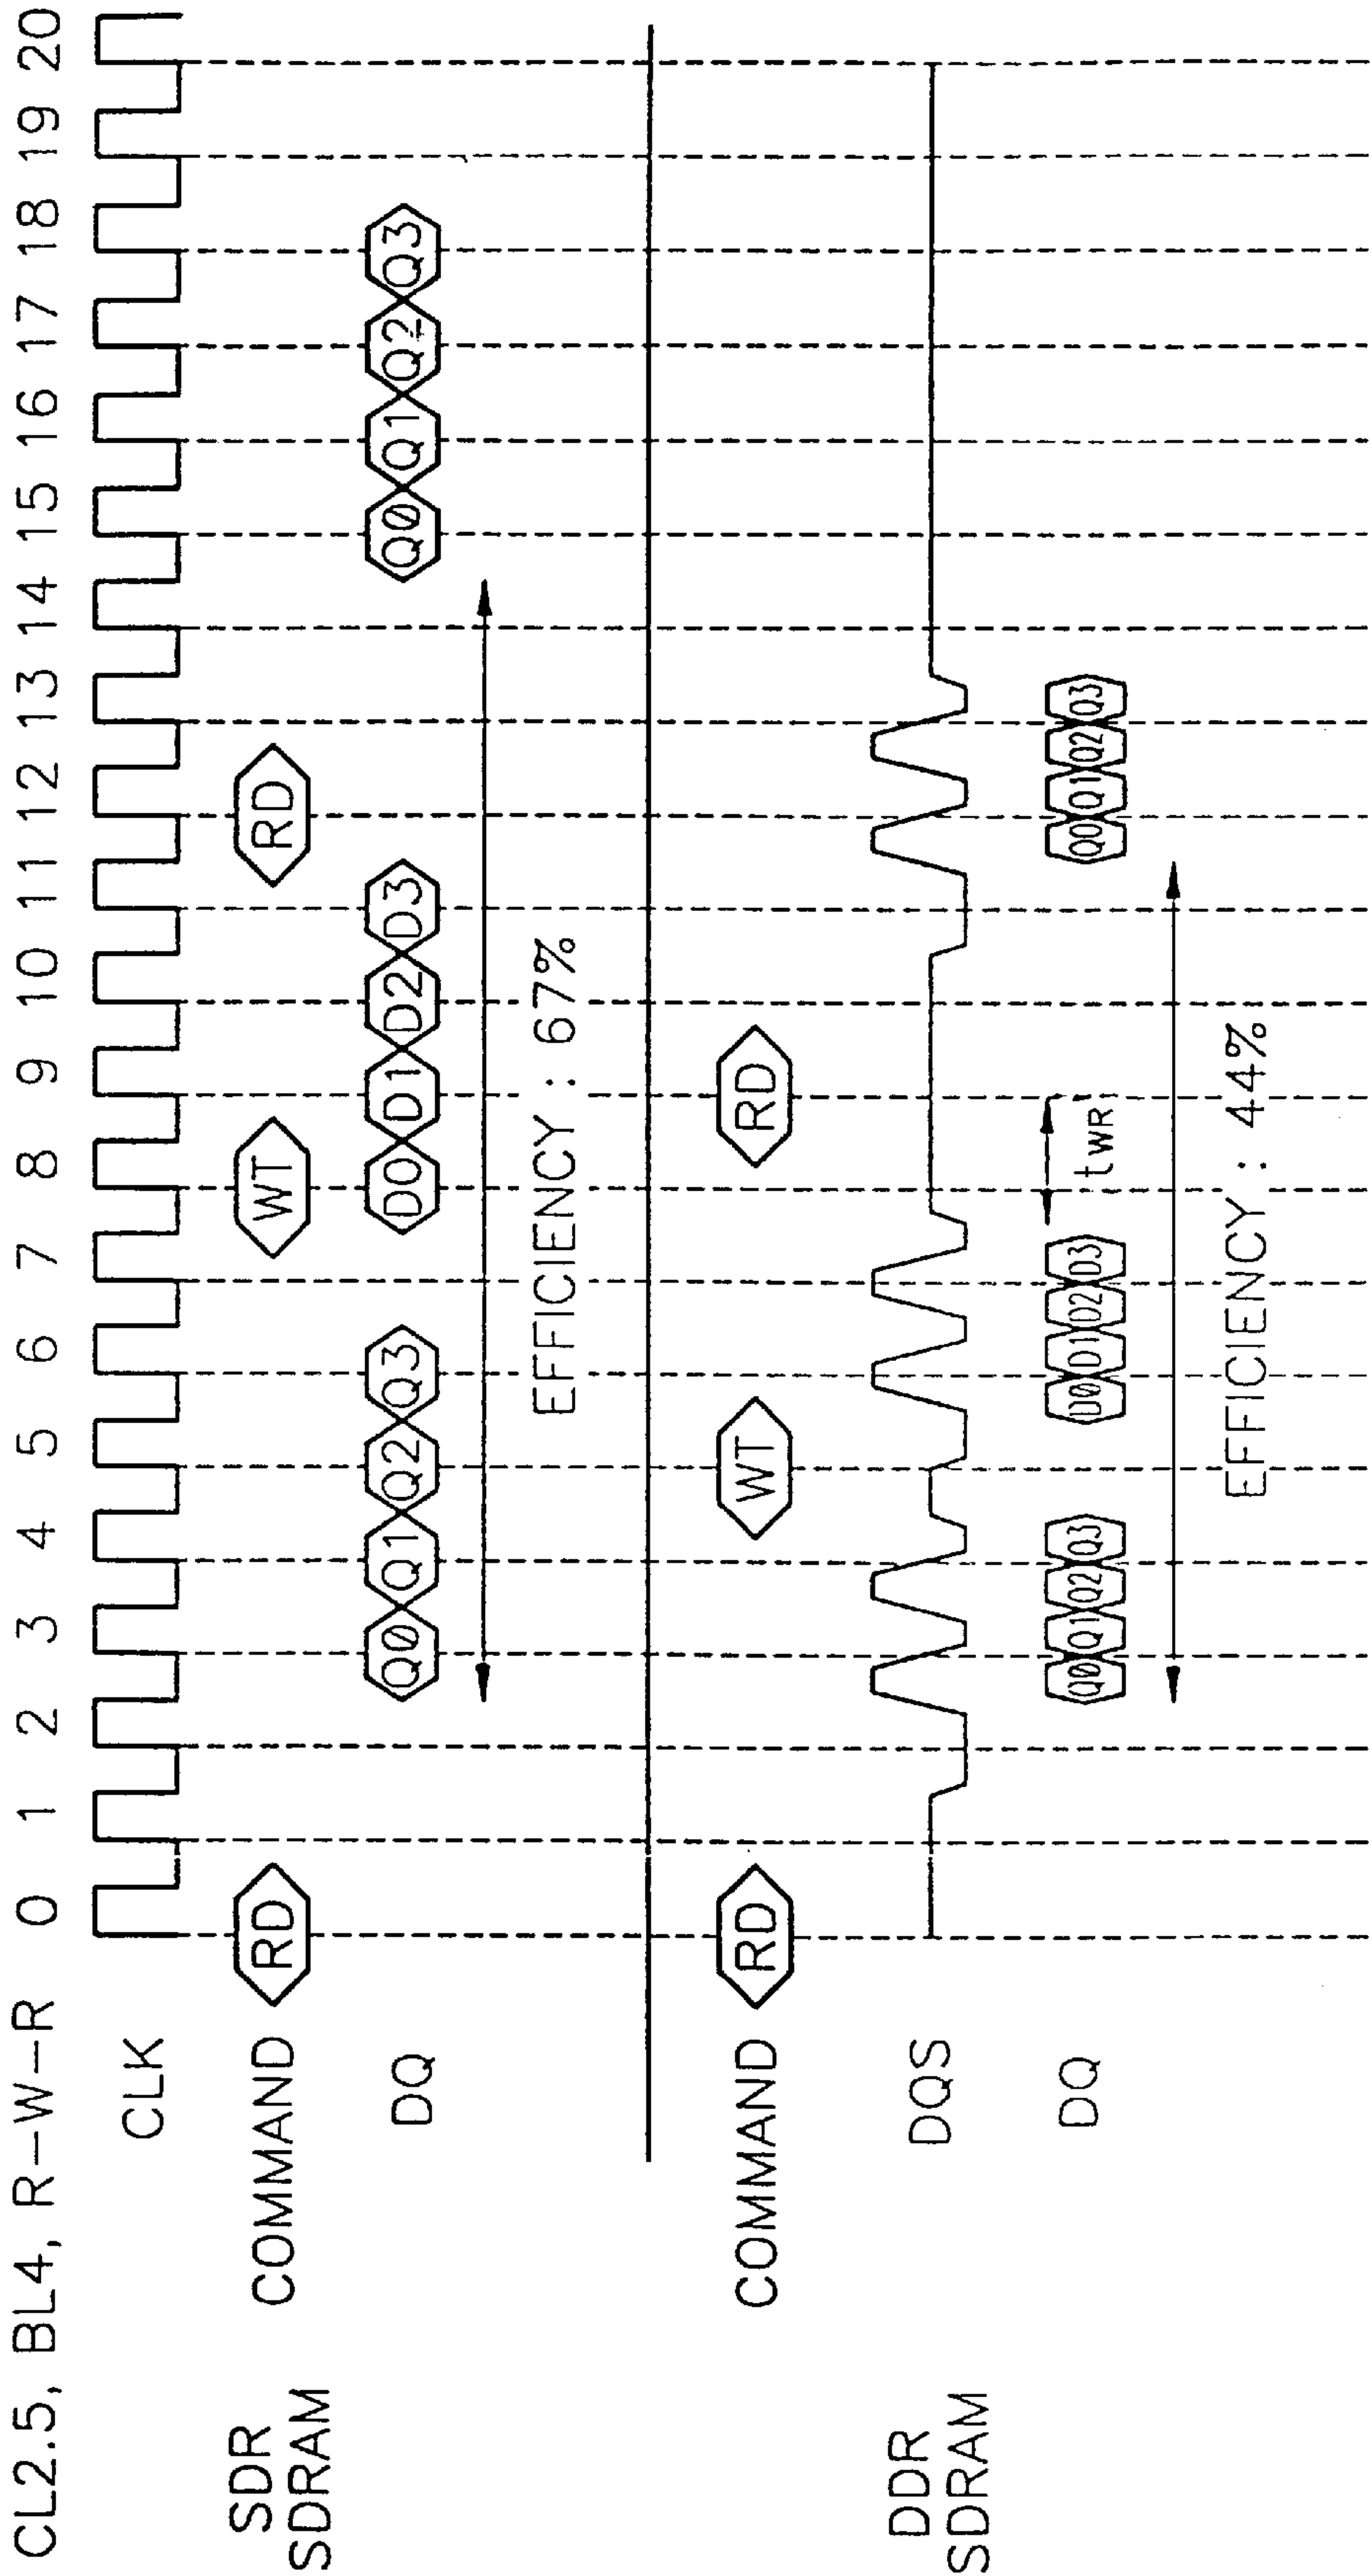 CL2.5, BL4, R-W-R
0 1 2 3 4 5 6 7 8 9 10 11 12 13 14 15 16 17 18 19 20
CLK
SDR
SDRAM
COMMAND RD WT RD
DQ Q0 Q1 Q2 Q3 D0 D1 D2 D3 Q0 Q1 Q2 Q3
EFFICIENCY : 67%
DDR
SDRAM
COMMAND RD WT RD
DQS
DQ Q0 Q1 Q2 Q3 D0 D1 D2 D3 tWR Q0 Q1 Q2 Q3
EFFICIENCY : 44%